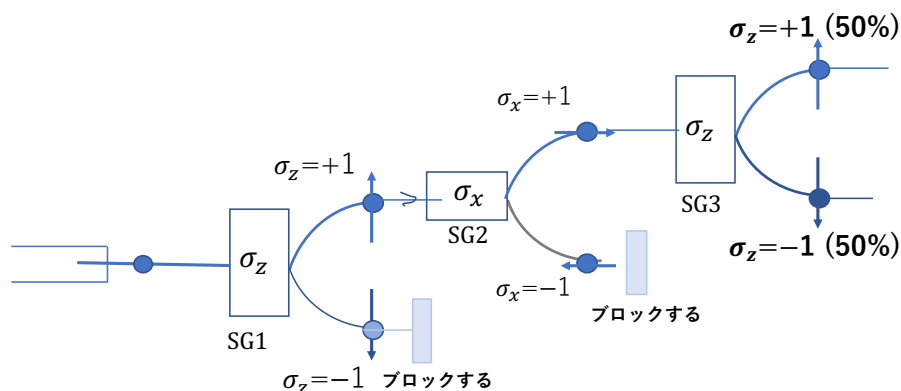 σz=+1 (50%)
σx=+1
σz
SG3
σz=+1
σx
SG2
σz=−1 (50%)
σz
SG1
σx=−1
ブロックする
σz=−1
ブロックする